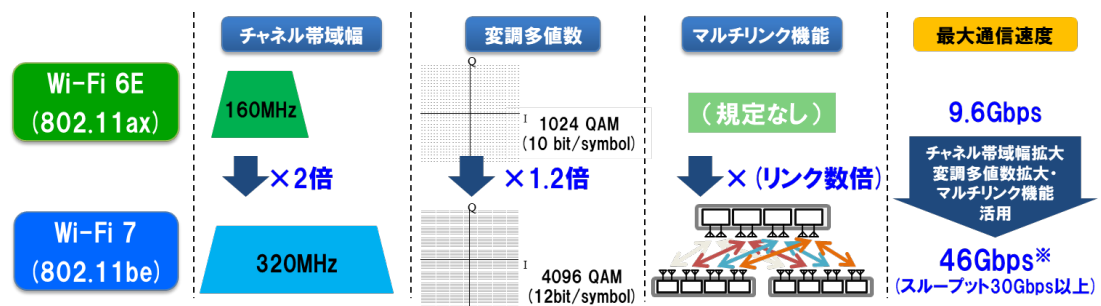 チャネル帯域幅
変調多値数
マルチリンク機能
最大通信速度
Wi-Fi 6E
(802.11ax)
160MHz
Q
I
1024 QAM
(10 bit/symbol)
(規定なし)
9.6Gbps
×2倍
×1.2倍
×(リンク数倍)
チャネル帯域幅拡大
変調多値数拡大・
マルチリンク機能
活用
Wi-Fi 7
(802.11be)
320MHz
Q
I
4096 QAM
(12bit/symbol)
46Gbps※
(スループット30Gbps以上)